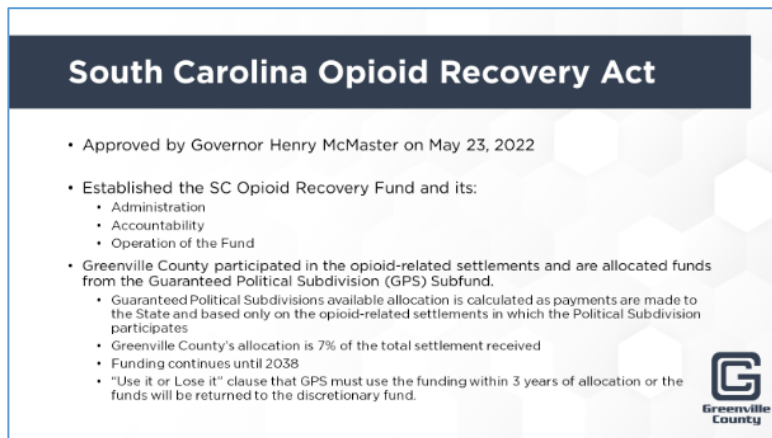 South Carolina Opioid Recovery Act
• Approved by Governor Henry McMaster on May 23, 2022
• Established the SC Opioid Recovery Fund and its:
• Administration
• Accountability
• Operation of the Fund
• Greenville County participated in the opioid-related settlements and are allocated funds
from the Guaranteed Political Subdivision (GPS) Subfund.
• Guaranteed Political Subdivisions available allocation is calculated as payments are made to
the State and based only on the opioid-related settlements in which the Political Subdivision
participates
• Greenville County's allocation is 7% of the total settlement received
• Funding continues until 2038
• "Use it or Lose it" clause that GPS must use the funding within 3 years of allocation or the
funds will be returned to the discretionary fund.
Greenville
County